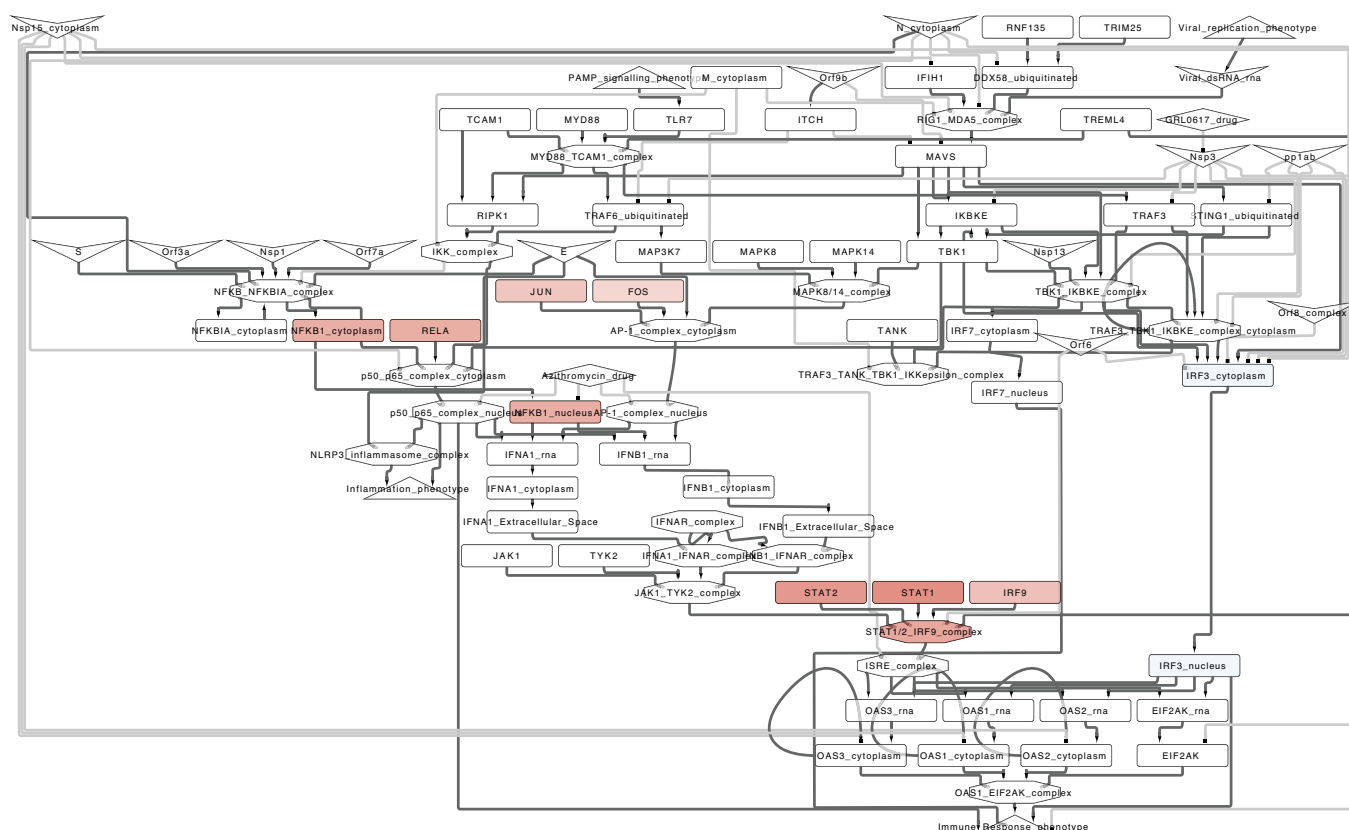 Nsp15_cytoplasm
N_cytoplasm
RNF135
TRIM25
Viral_replication_phenotype
PAMP_signalling_phenotyp
M_cytoplasm
Orf9b
IFIH1
DDX58_ubiquitinated
Viral_dsRNA_rna
TCAM1
MYD88
TLR7
ITCH
RIG1_MDA5_complex
TREML4
GRL0617_drug
MYD88_TCAM1_complex
MAVS
Nsp3
pp1ab
RIPK1
TRAF6_ubiquitinated
IKBKE
TRAF3
STING1_ubiquitinated
S
Orf3a
Nsp1
Orf7a
IKK_complex
E
MAP3K7
MAPK8
MAPK14
TBK1
Nsp13
NFKB_NFKBIA_complex
JUN
FOS
MAPK8/14_complex
TBK1_IKBKE_complex
Orf8_complex
NFKBIA_cytoplasm
NFKB1_cytoplasm
RELA
AP-1_complex_cytoplasm
TANK
IRF7_cytoplasm
TRAF3_TBK1_IKBKE_complex_cytoplasm
Orf6
p50_p65_complex_cytoplasm
Azithromycin_drug
TRAF3_TANK_TBK1_IKKepsilon_complex
IRF3_cytoplasm
IRF7_nucleus
p50_p65_complex_nucleus
NFKB1_nucleus
AP-1_complex_nucleus
NLRP3_inflammasome_complex
IFNA1_rna
IFNB1_rna
Inflammation_phenotype
IFNA1_cytoplasm
IFNB1_cytoplasm
IFNA1_Extracellular_Space
IFNAR_complex
IFNB1_Extracellular_Space
JAK1
TYK2
IFNA1_IFNAR_complex
B1_IFNAR_complex
JAK1_TYK2_complex
STAT2
STAT1
IRF9
STAT1/2_IRF9_complex
ISRE_complex
IRF3_nucleus
OAS3_rna
OAS1_rna
OAS2_rna
EIF2AK_rna
OAS3_cytoplasm
OAS1_cytoplasm
OAS2_cytoplasm
EIF2AK
OAS1_EIF2AK_complex
Immune_Response_phenotype